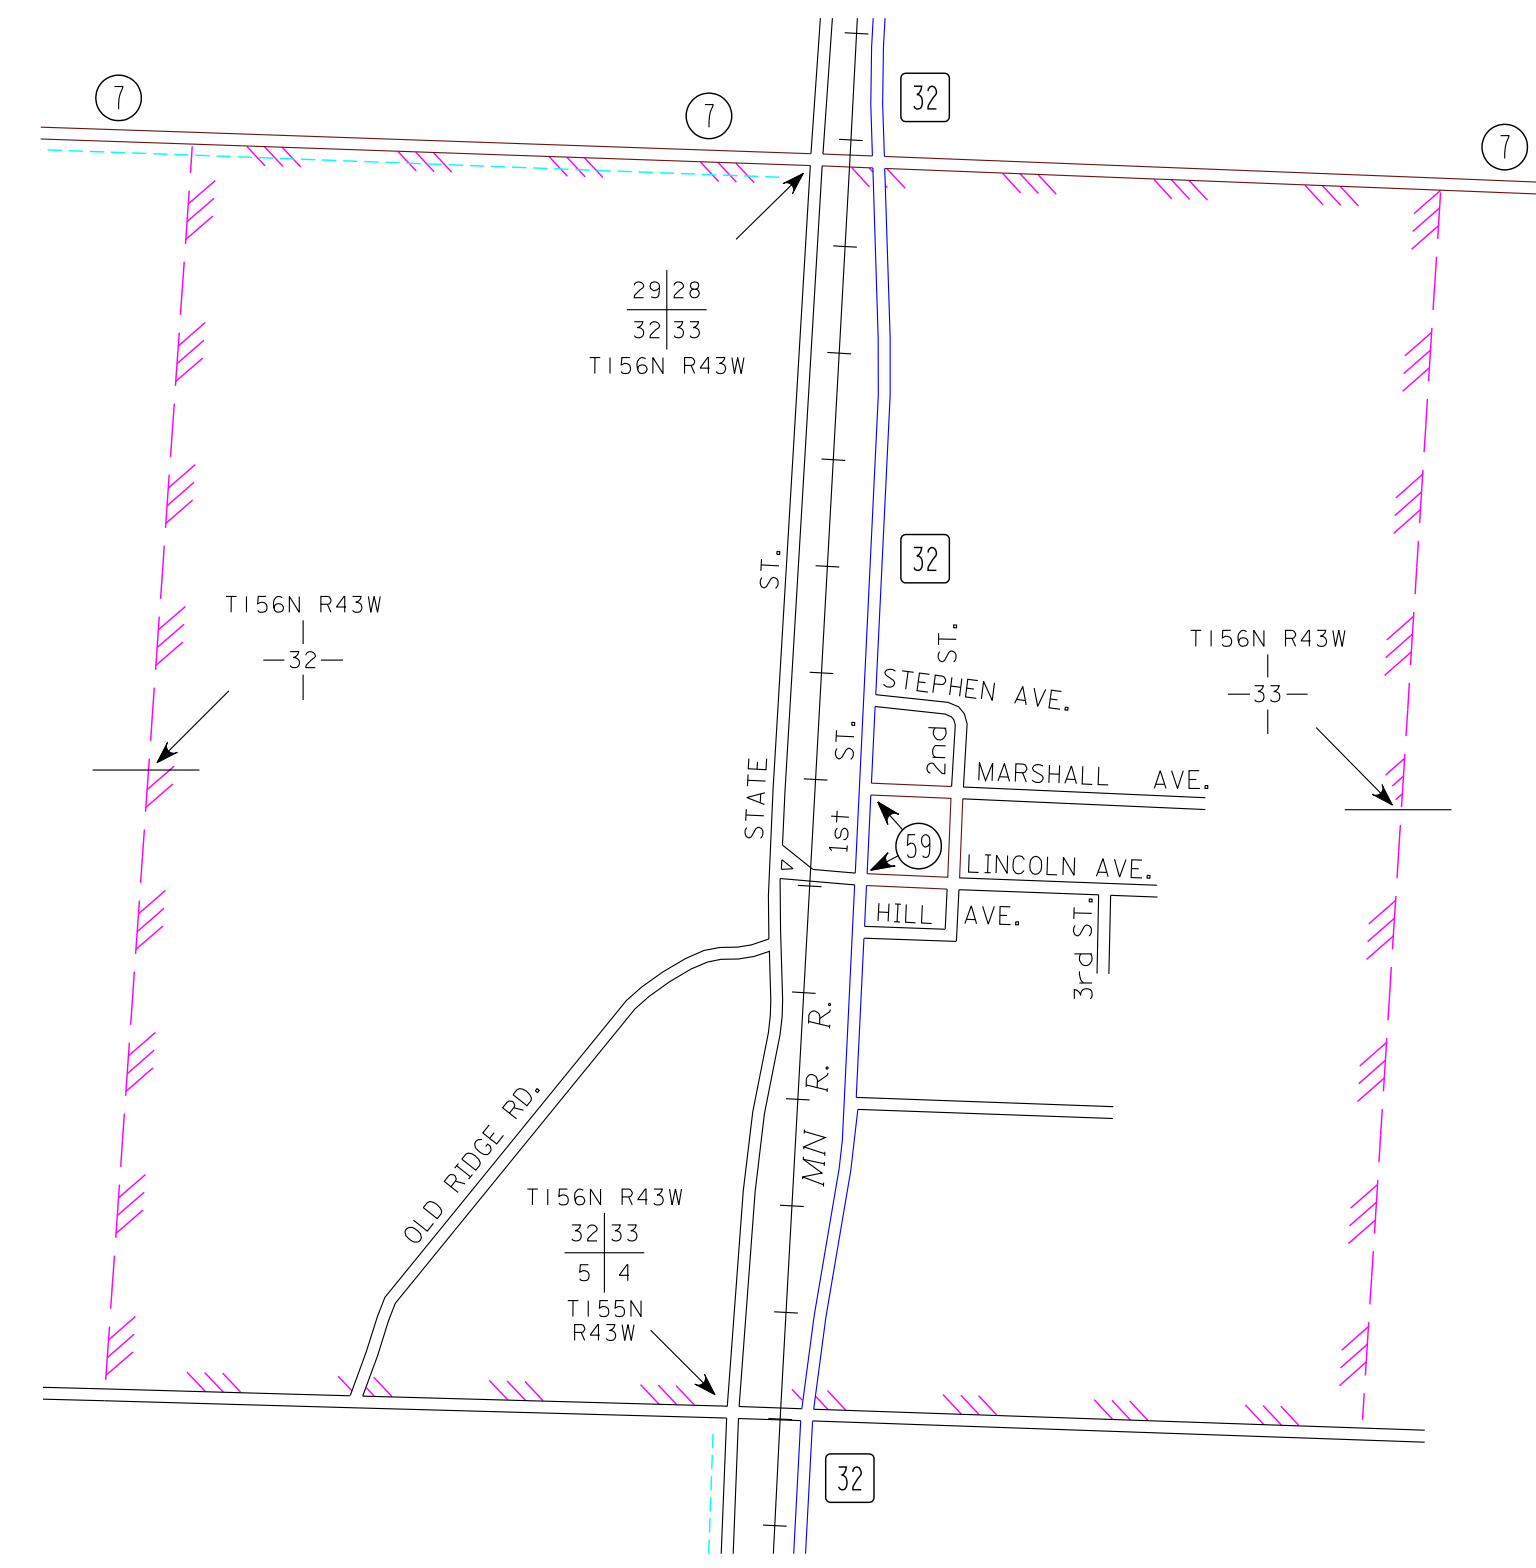 7
7
32
7
29 28
32 33
T156N R43W
ST.
32
T156N R43W
32
T156N R43W
33
ST.
STEPHEN AVE.
2nd
1st ST.
STATE
MARSHALL AVE.
59
LINCOLN AVE.
HILL AVE.
3rd ST.
MN R. R.
OLD RIDGE RD.
T156N R43W
32 33
5 4
T155N
R43W
32